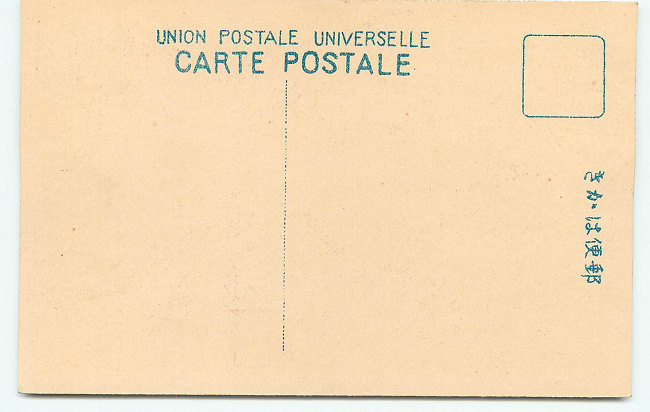 UNION POSTALE UNIVERSELLE
CARTE POSTALE
郵便はがき